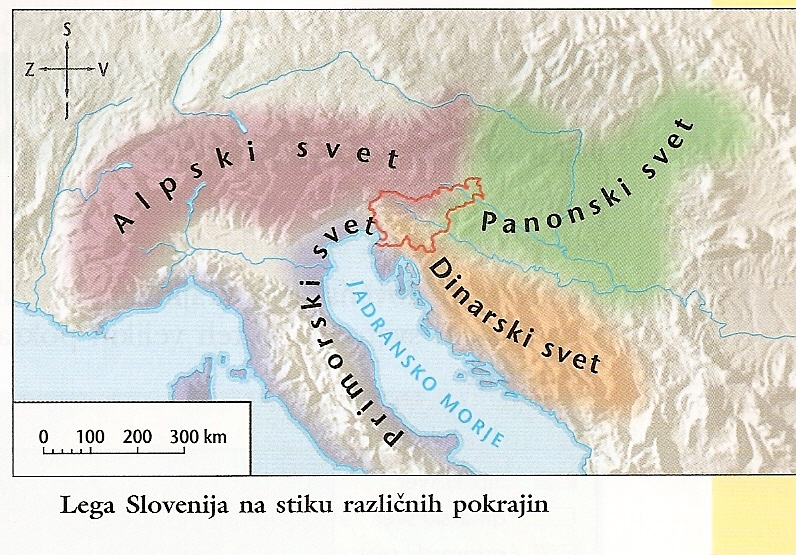 S
Z V
J
Alpski svet
Panonski svet
Primorski svet
Dinarski svet
JADRANSKO MORJE
0 100 200 300 km
Lega Slovenija na stiku različnih pokrajin